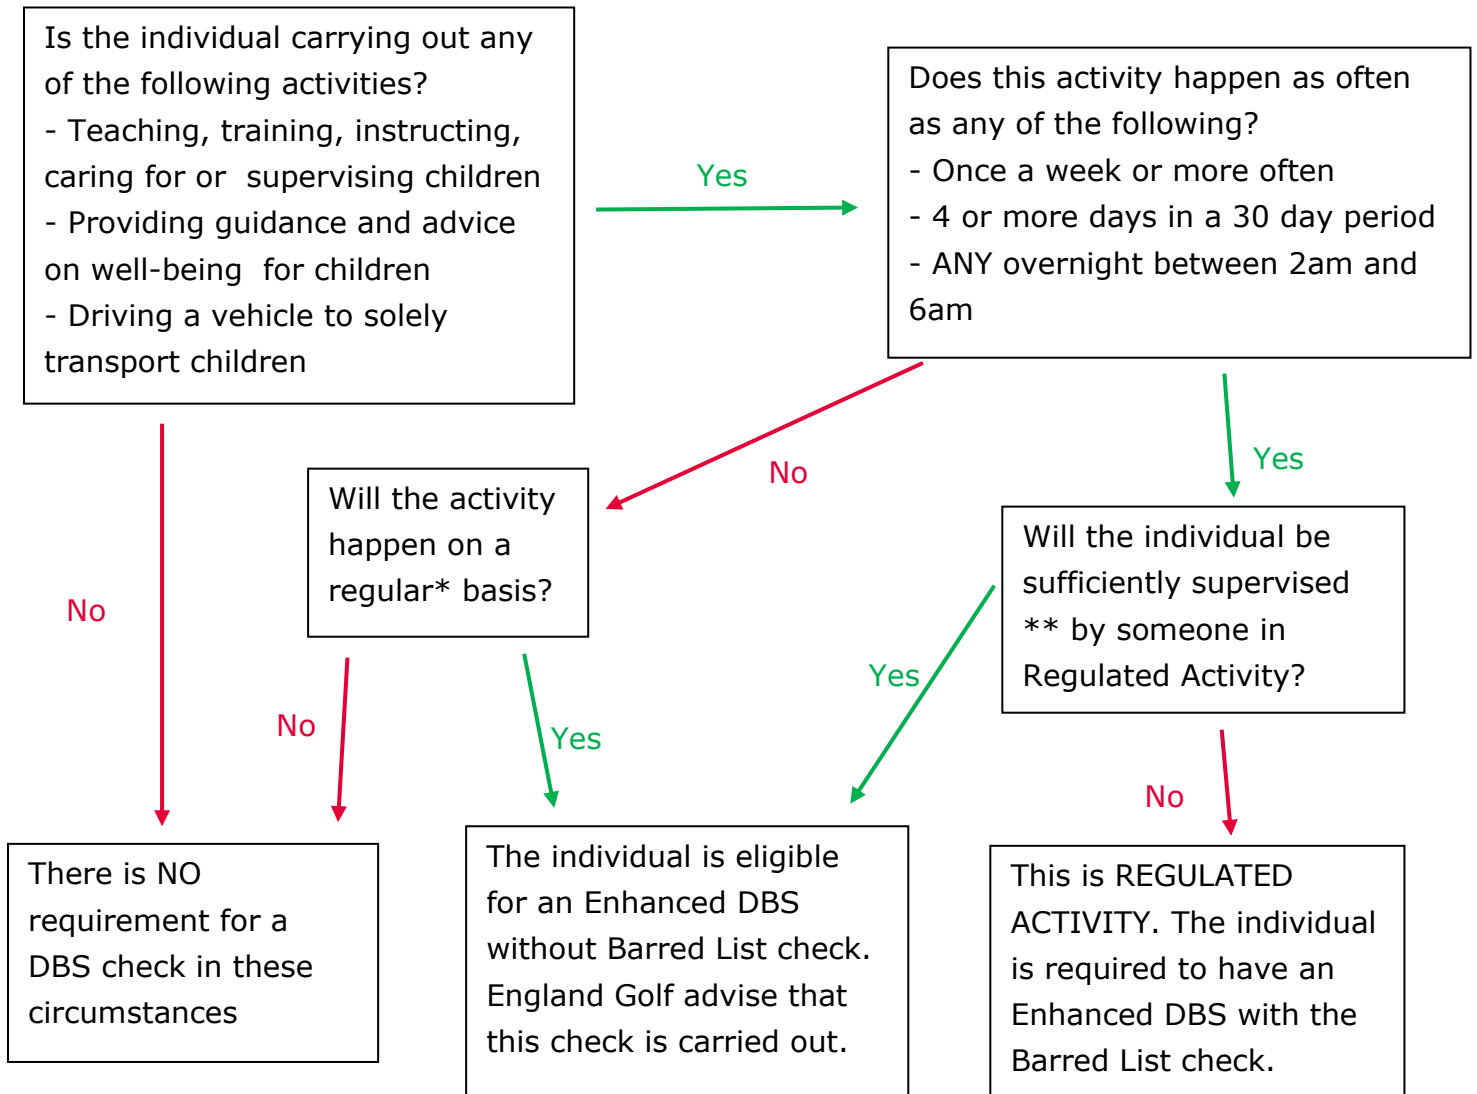 Is the individual carrying out any
of the following activities?
- Teaching, training, instructing,
caring for or  supervising children
- Providing guidance and advice
on well-being  for children
- Driving a vehicle to solely
transport children
Yes
Does this activity happen as often
as any of the following?
- Once a week or more often
- 4 or more days in a 30 day period
- ANY overnight between 2am and
6am
No
No
Yes
Will the activity
happen on a
regular* basis?
Will the individual be
sufficiently supervised
** by someone in
Regulated Activity?
No
Yes
Yes
No
There is NO
requirement for a
DBS check in these
circumstances
The individual is eligible
for an Enhanced DBS
without Barred List check.
England Golf advise that
this check is carried out.
This is REGULATED
ACTIVITY. The individual
is required to have an
Enhanced DBS with the
Barred List check.